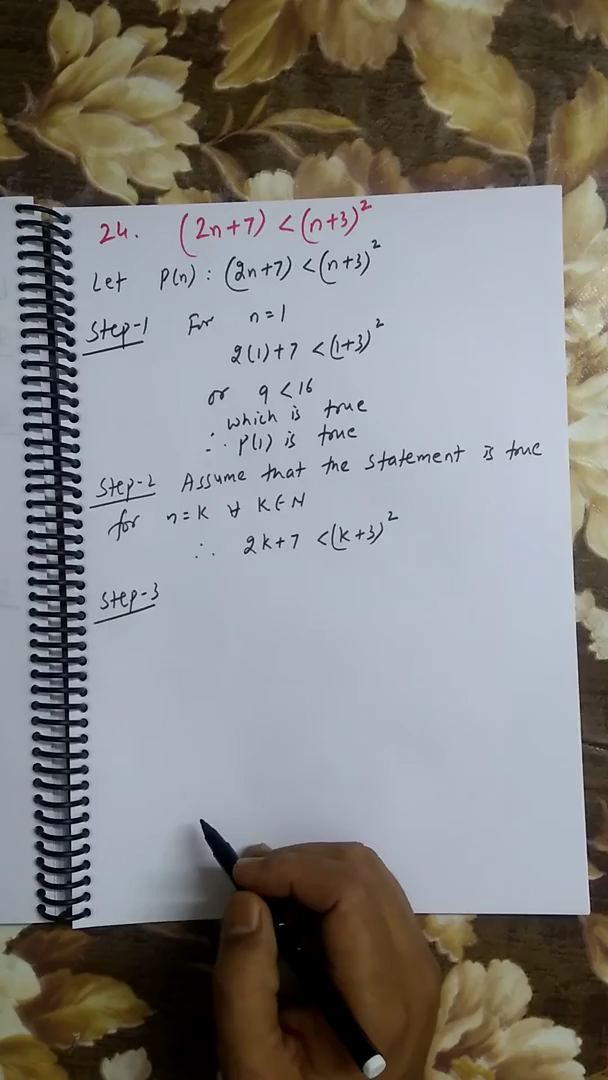 24. (2n+7) < (n+3)²
Let P(n) : (2n+7) < (n+3)²
Step-1 For n=1
2(1)+7 < (1+3)²
or 9 < 16
which is true
∴ P(1) is true
Step-2 Assume that the statement is true
for n=K ∀ K∈N
∴ 2K+7 < (K+3)²
Step-3